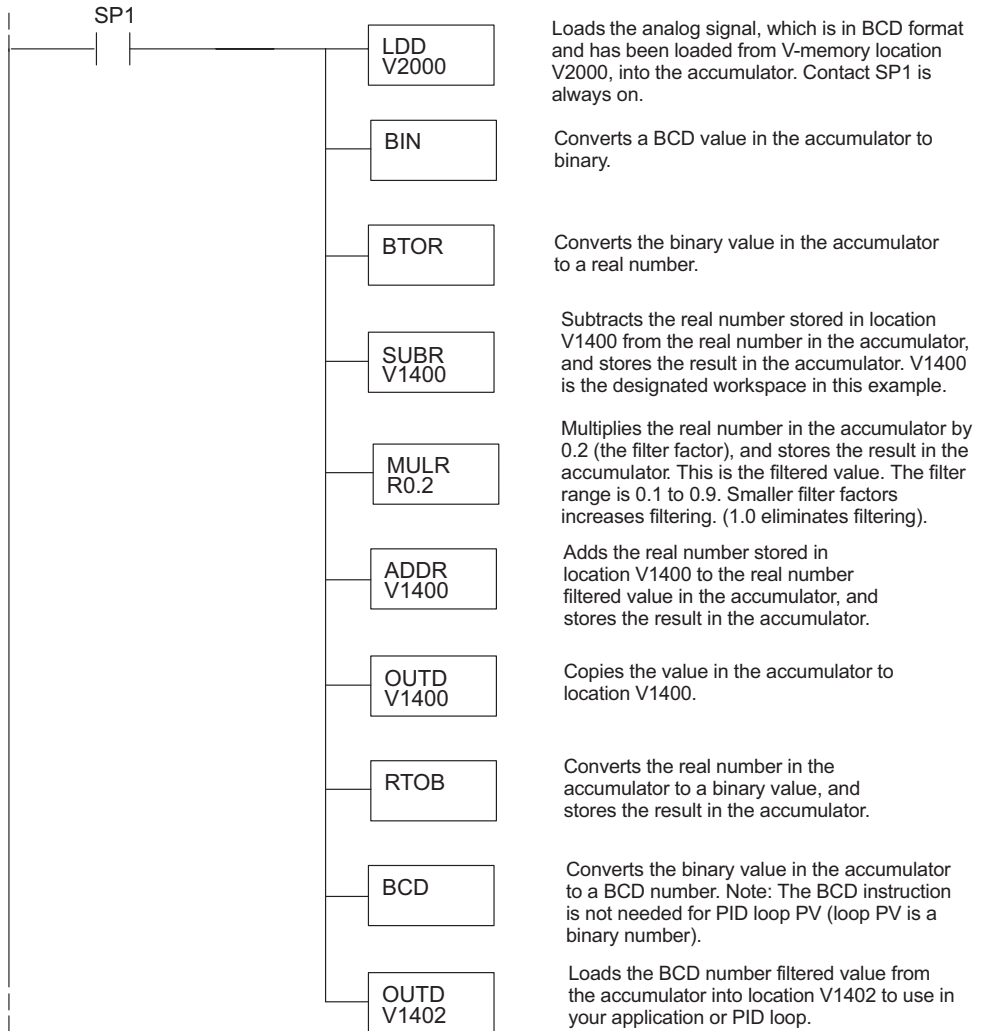 SP1
LDD
V2000
Loads the analog signal, which is in BCD format
and has been loaded from V-memory location
V2000, into the accumulator. Contact SP1 is
always on.
BIN
Converts a BCD value in the accumulator to
binary.
BTOR
Converts the binary value in the accumulator
to a real number.
SUBR
V1400
Subtracts the real number stored in location
V1400 from the real number in the accumulator,
and stores the result in the accumulator. V1400
is the designated workspace in this example.
MULR
R0.2
Multiplies the real number in the accumulator by
0.2 (the filter factor), and stores the result in the
accumulator. This is the filtered value. The filter
range is 0.1 to 0.9. Smaller filter factors
increases filtering. (1.0 eliminates filtering).
ADDR
V1400
Adds the real number stored in
location V1400 to the real number
filtered value in the accumulator, and
stores the result in the accumulator.
OUTD
V1400
Copies the value in the accumulator to
location V1400.
RTOB
Converts the real number in the
accumulator to a binary value, and
stores the result in the accumulator.
BCD
Converts the binary value in the accumulator
to a BCD number. Note: The BCD instruction
is not needed for PID loop PV (loop PV is a
binary number).
OUTD
V1402
Loads the BCD number filtered value from
the accumulator into location V1402 to use in
your application or PID loop.